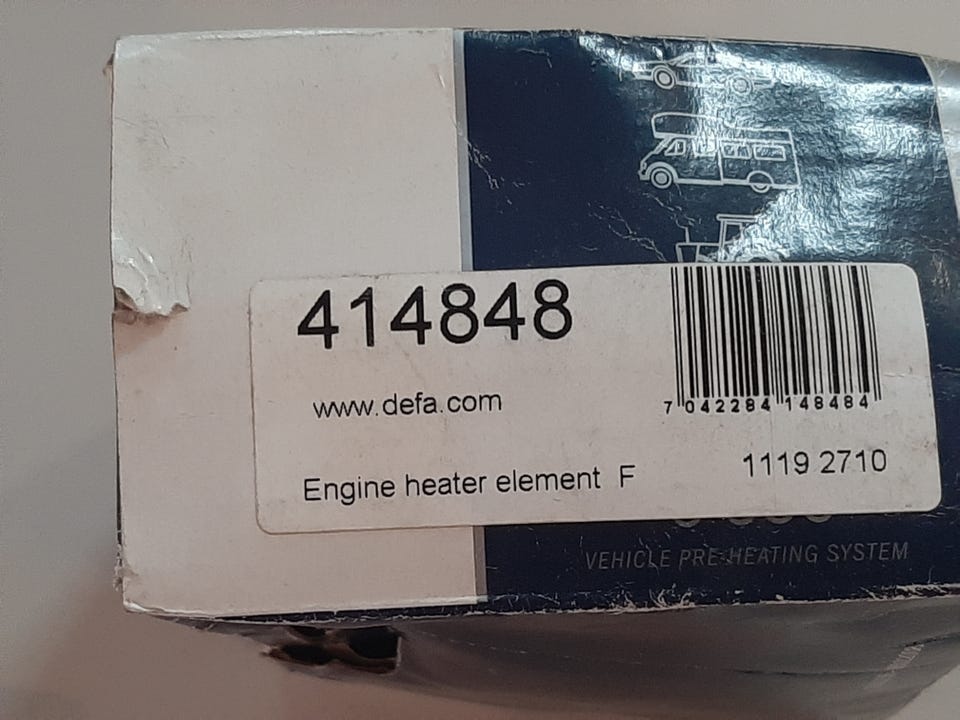 414848
www.defa.com
7 042284 148484
Engine heater element F
1119 2710
VEHICLE PRE-HEATING SYSTEM